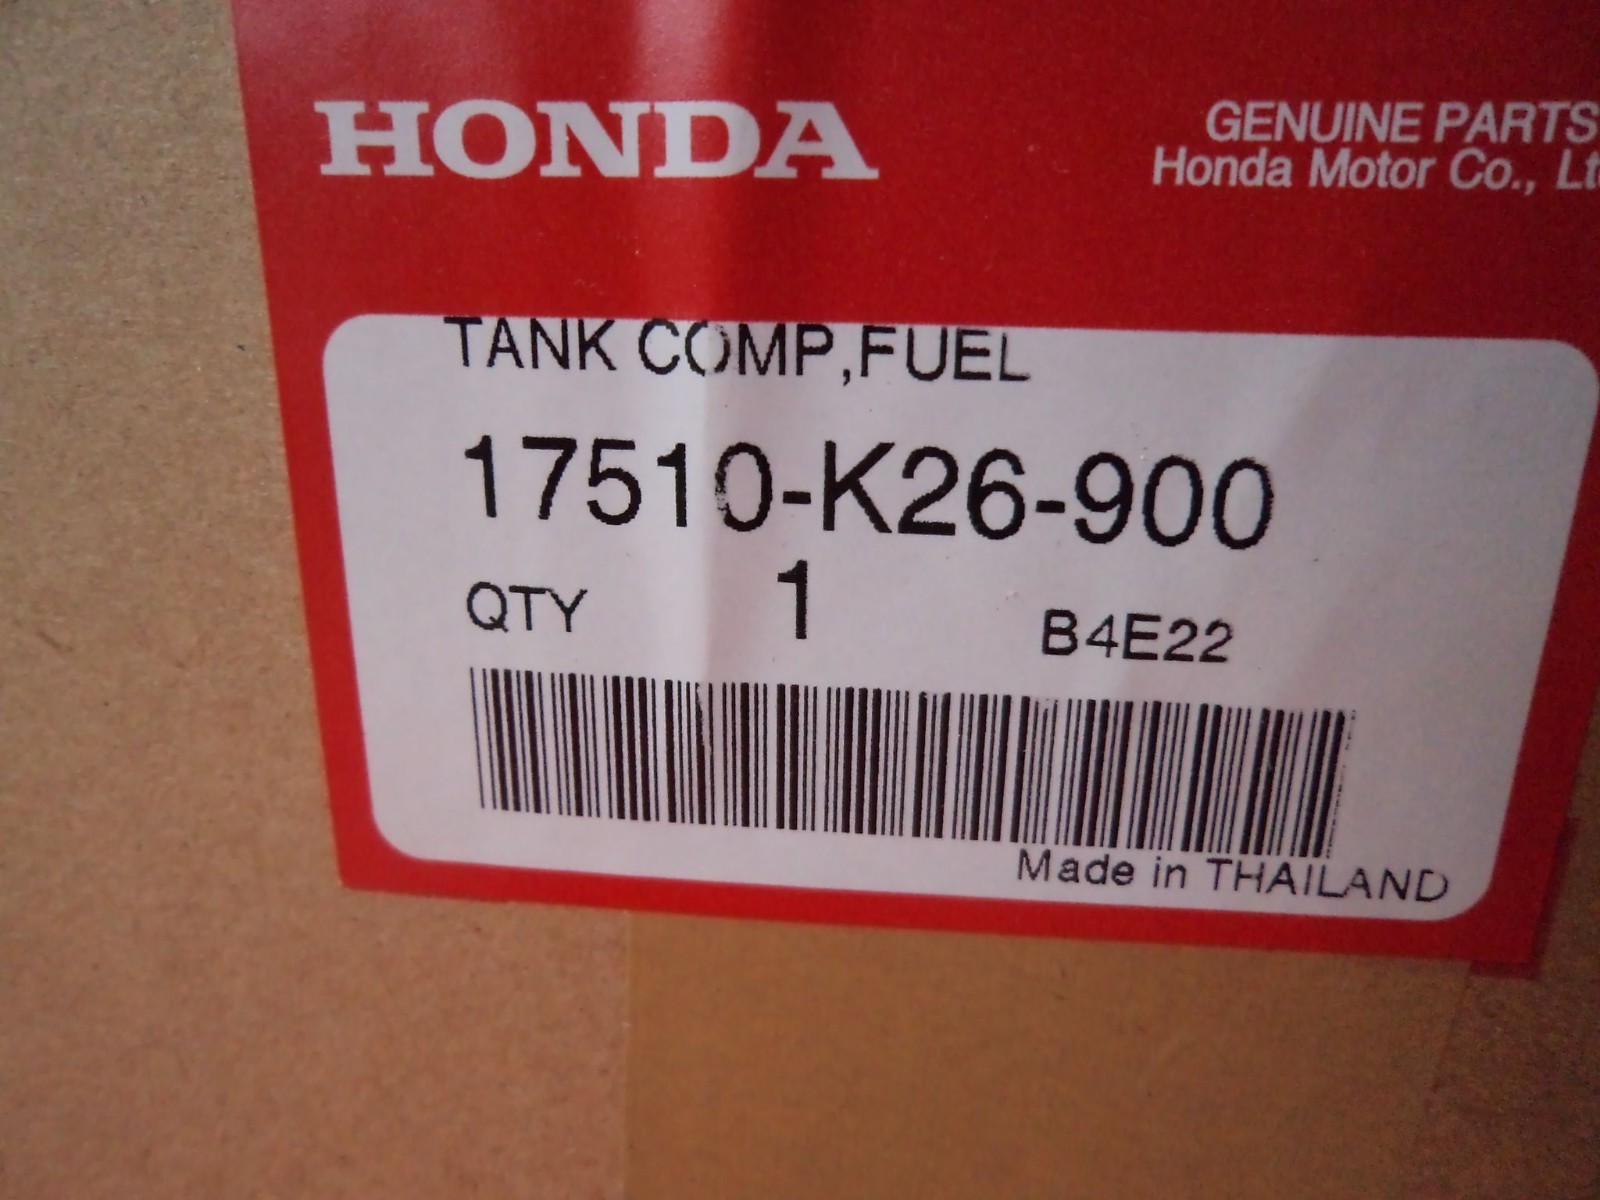 HONDA
GENUINE PARTS
Honda Motor Co.,
TANK COMP,FUEL
17510-K26-900
QTY 1 B4E22
Made in THAILAND